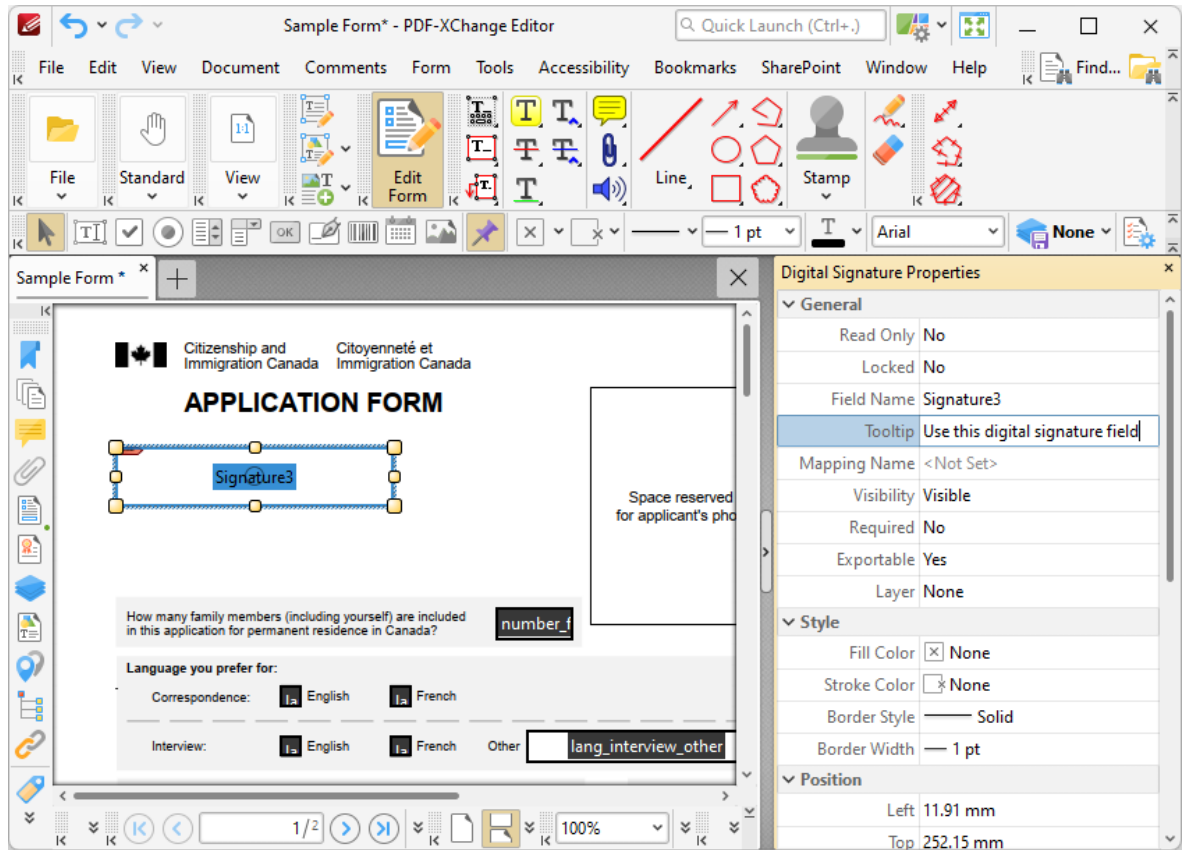 Sample Form* - PDF-XChange Editor
Quick Launch (Ctrl+.)
File Edit View Document Comments Form Tools Accessibility Bookmarks SharePoint Window Help Find...
File Standard View Edit Form Line Stamp
1 pt Arial None
Sample Form *
Citizenship and Immigration Canada
Citoyenneté et Immigration Canada
APPLICATION FORM
Signature3
Space reserved
for applicant's pho
How many family members (including yourself) are included
in this application for permanent residence in Canada?
number_f
Language you prefer for:
Correspondence: la English la French
Interview: la English la French Other lang_interview_other
1/2 100%
Digital Signature Properties
General
Read Only No
Locked No
Field Name Signature3
Tooltip Use this digital signature field
Mapping Name <Not Set>
Visibility Visible
Required No
Exportable Yes
Layer None
Style
Fill Color None
Stroke Color None
Border Style Solid
Border Width 1 pt
Position
Left 11.91 mm
Top 252.15 mm